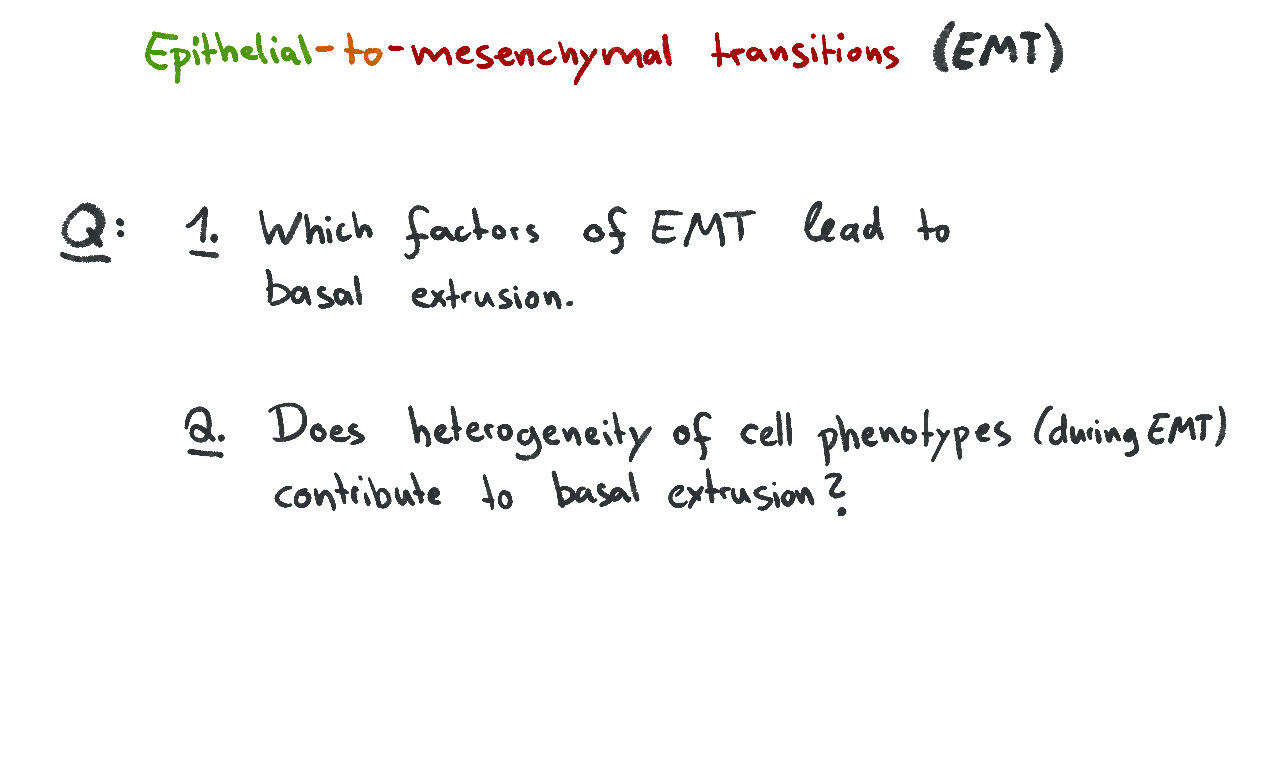 Epithelial-to-mesenchymal transitions (EMT)
Q: 1. Which factors of EMT lead to
basal extrusion.
2. Does heterogeneity of cell phenotypes (during EMT)
contribute to basal extrusion?